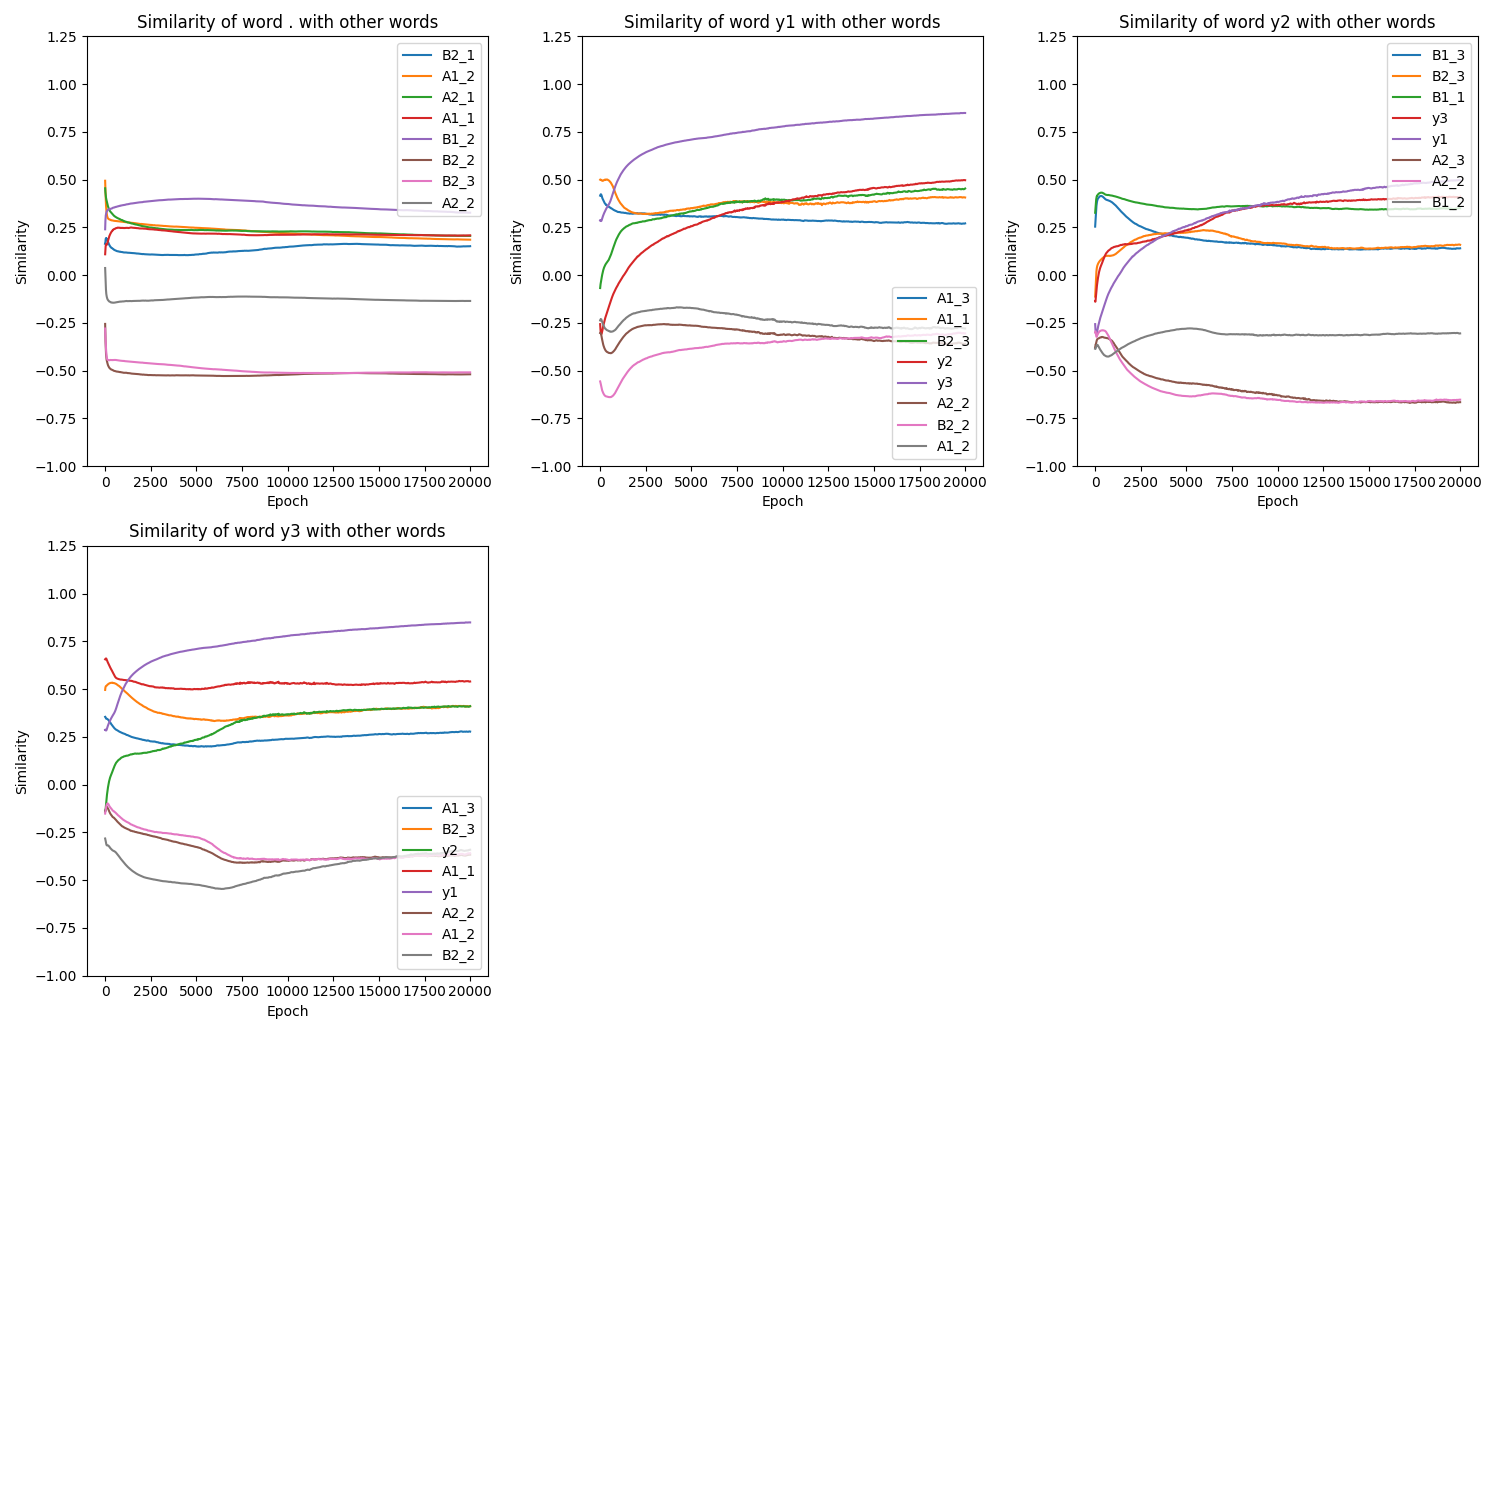 Similarity of word . with other words
1.25
1.00
0.75
0.50
0.25
0.00
−0.25
−0.50
−0.75
−1.00
Similarity
0 2500 5000 7500 10000 12500 15000 17500 20000
Epoch
B2_1
A1_2
A2_1
A1_1
B1_2
B2_2
B2_3
A2_2
Similarity of word y1 with other words
1.25
1.00
0.75
0.50
0.25
0.00
−0.25
−0.50
−0.75
−1.00
Similarity
0 2500 5000 7500 10000 12500 15000 17500 20000
Epoch
A1_3
A1_1
B2_3
y2
y3
A2_2
B2_2
A1_2
Similarity of word y2 with other words
1.25
1.00
0.75
0.50
0.25
0.00
−0.25
−0.50
−0.75
−1.00
Similarity
0 2500 5000 7500 10000 12500 15000 17500 20000
Epoch
B1_3
B2_3
B1_1
y3
y1
A2_3
A2_2
B1_2
Similarity of word y3 with other words
1.25
1.00
0.75
0.50
0.25
0.00
−0.25
−0.50
−0.75
−1.00
Similarity
0 2500 5000 7500 10000 12500 15000 17500 20000
Epoch
A1_3
B2_3
y2
A1_1
y1
A2_2
A1_2
B2_2